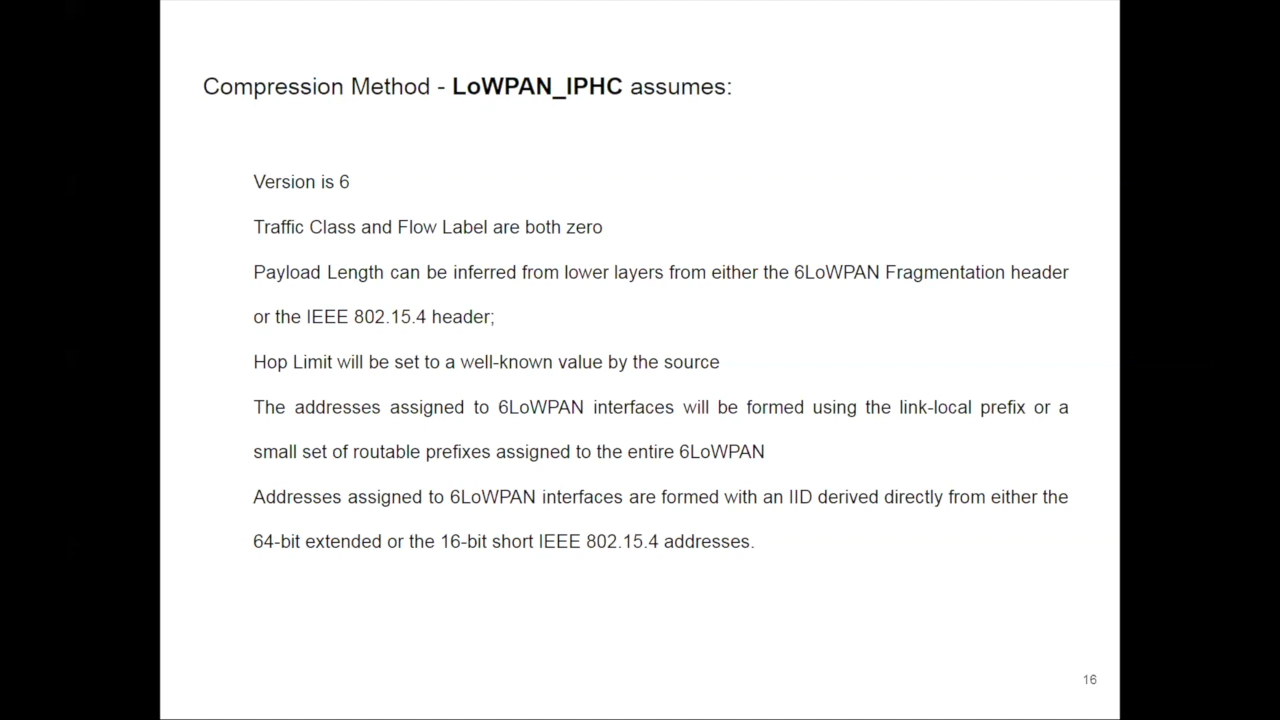 Compression Method - LoWPAN_IPHC assumes:
Version is 6
Traffic Class and Flow Label are both zero
Payload Length can be inferred from lower layers from either the 6LoWPAN Fragmentation header
or the IEEE 802.15.4 header;
Hop Limit will be set to a well-known value by the source
The addresses assigned to 6LoWPAN interfaces will be formed using the link-local prefix or a
small set of routable prefixes assigned to the entire 6LoWPAN
Addresses assigned to 6LoWPAN interfaces are formed with an IID derived directly from either the
64-bit extended or the 16-bit short IEEE 802.15.4 addresses.
16